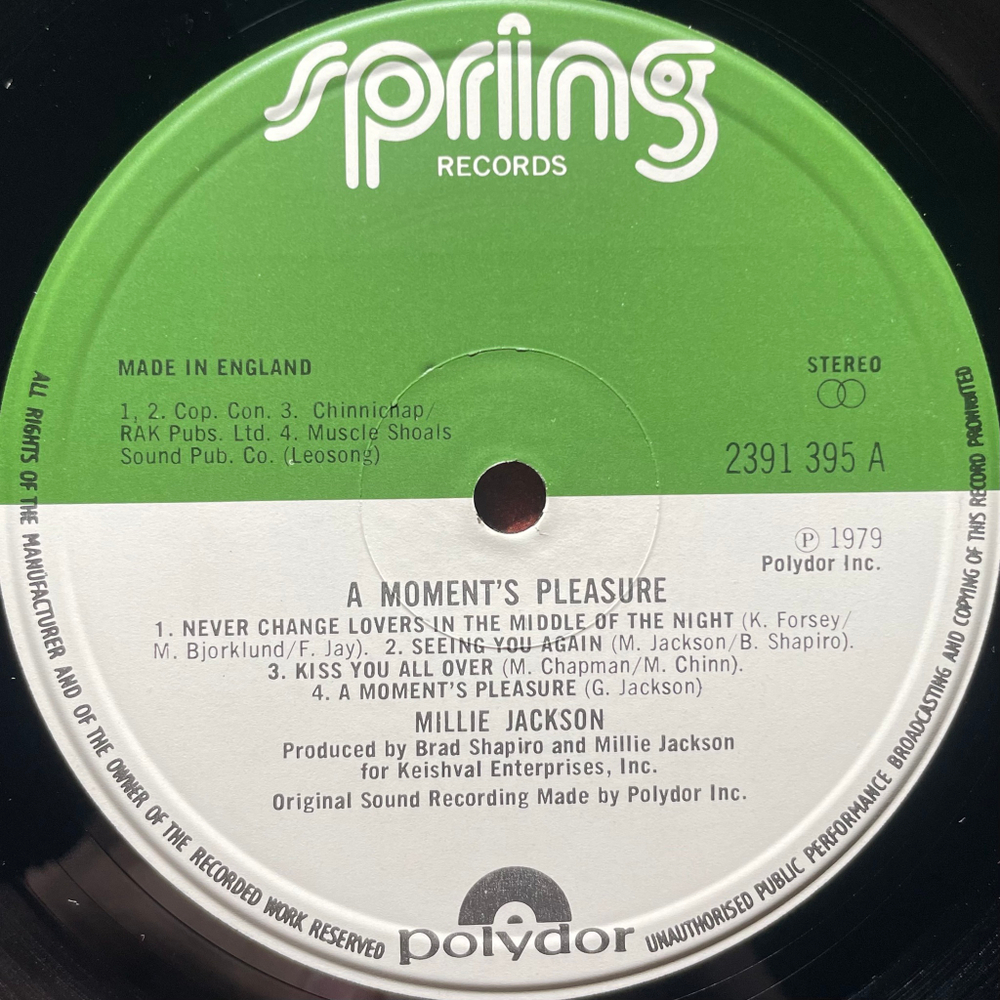 spring
RECORDS
MADE IN ENGLAND
1, 2. Cop. Con. 3. Chinnichap/
RAK Pubs. Ltd. 4. Muscle Shoals
Sound Pub. Co. (Leosong)
STEREO
2391 395 A
Ⓟ 1979
Polydor Inc.
A MOMENT'S PLEASURE
1. NEVER CHANGE LOVERS IN THE MIDDLE OF THE NIGHT (K. Forsey/
M. Bjorklund/F. Jay). 2. SEEING YOU AGAIN (M. Jackson/B. Shapiro).
3. KISS YOU ALL OVER (M. Chapman/M. Chinn).
4. A MOMENT'S PLEASURE (G. Jackson)
MILLIE JACKSON
Produced by Brad Shapiro and Millie Jackson
for Keishval Enterprises, Inc.
Original Sound Recording Made by Polydor Inc.
polydor
ALL RIGHTS OF THE MANUFACTURER AND OF THE OWNER OF THE RECORDED WORK RESERVED
UNAUTHORISED PUBLIC PERFORMANCE BROADCASTING AND COPYING OF THIS RECORD PROHIBITED